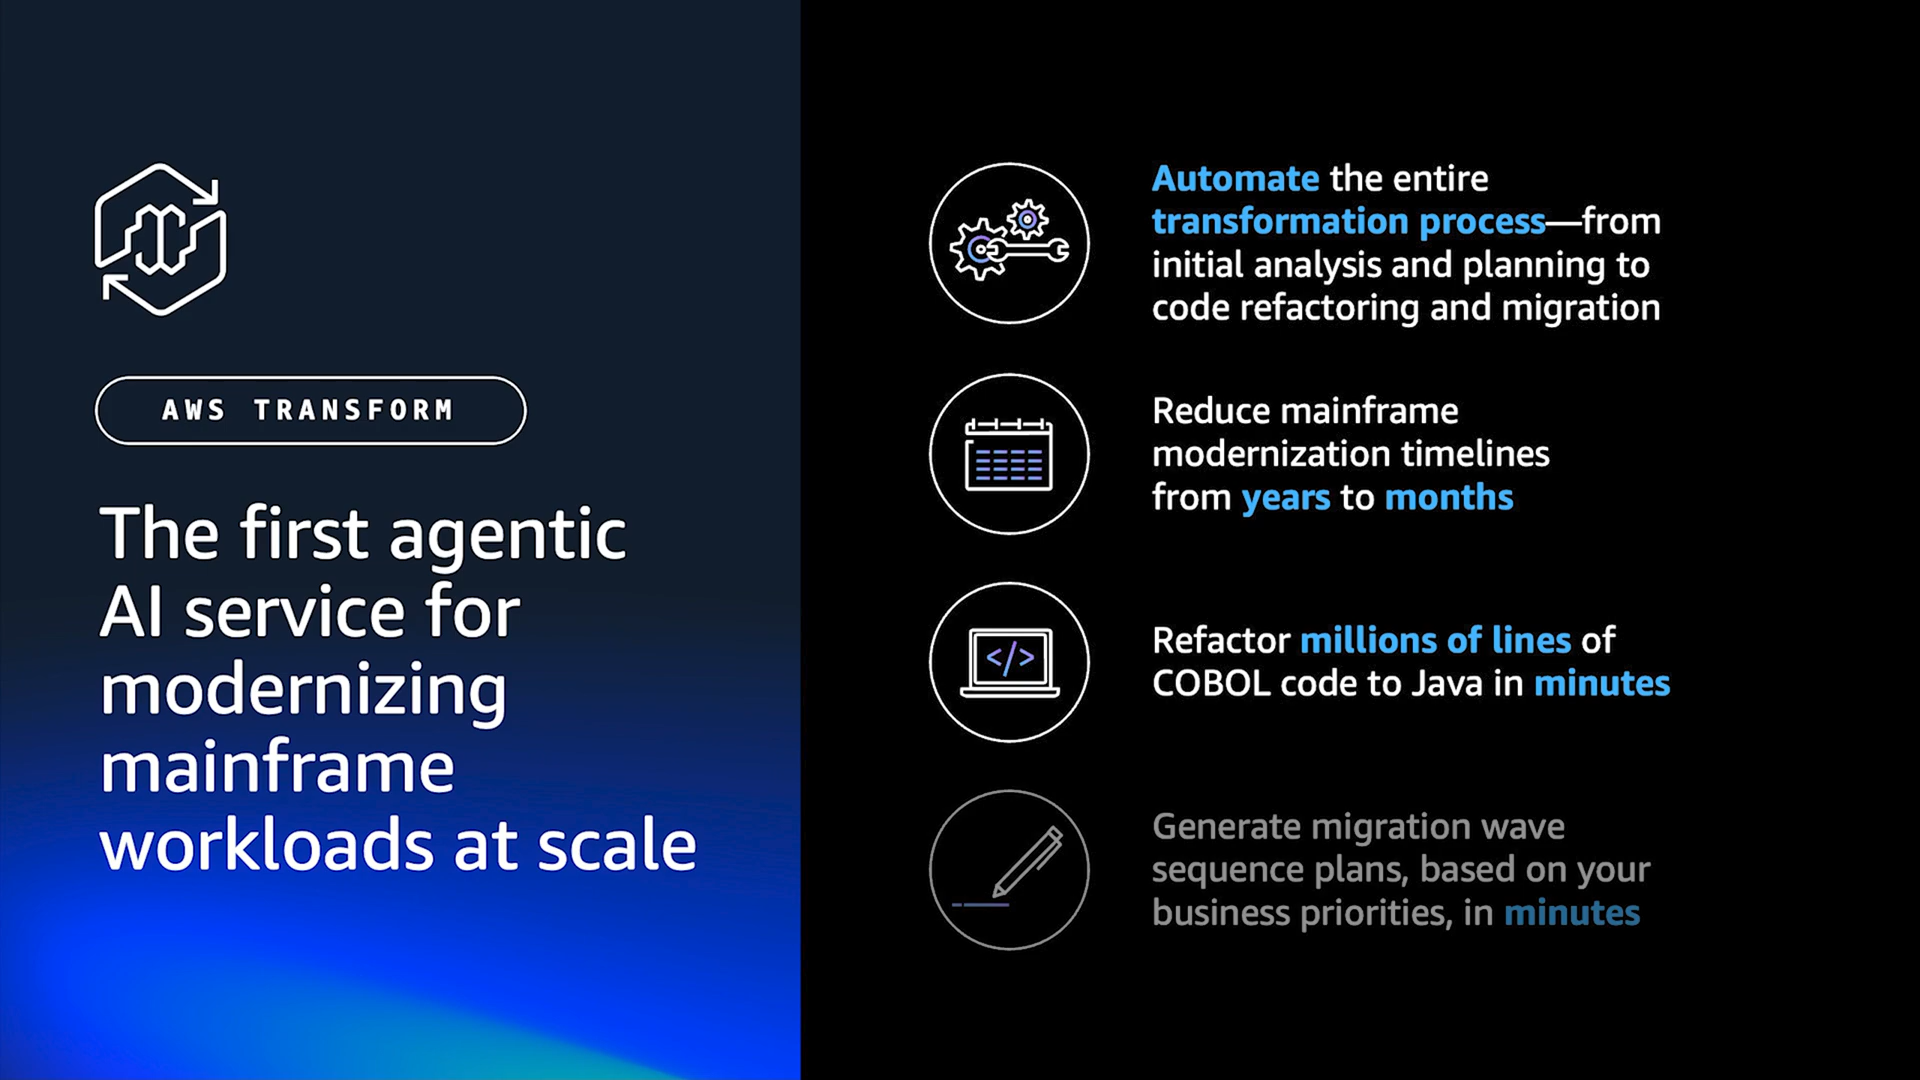 AWS TRANSFORM
The first agentic
AI service for
modernizing
mainframe
workloads at scale
Automate the entire
transformation process—from
initial analysis and planning to
code refactoring and migration
Reduce mainframe
modernization timelines
from years to months
</>
Refactor millions of lines of
COBOL code to Java in minutes
Generate migration wave
sequence plans, based on your
business priorities, in minutes